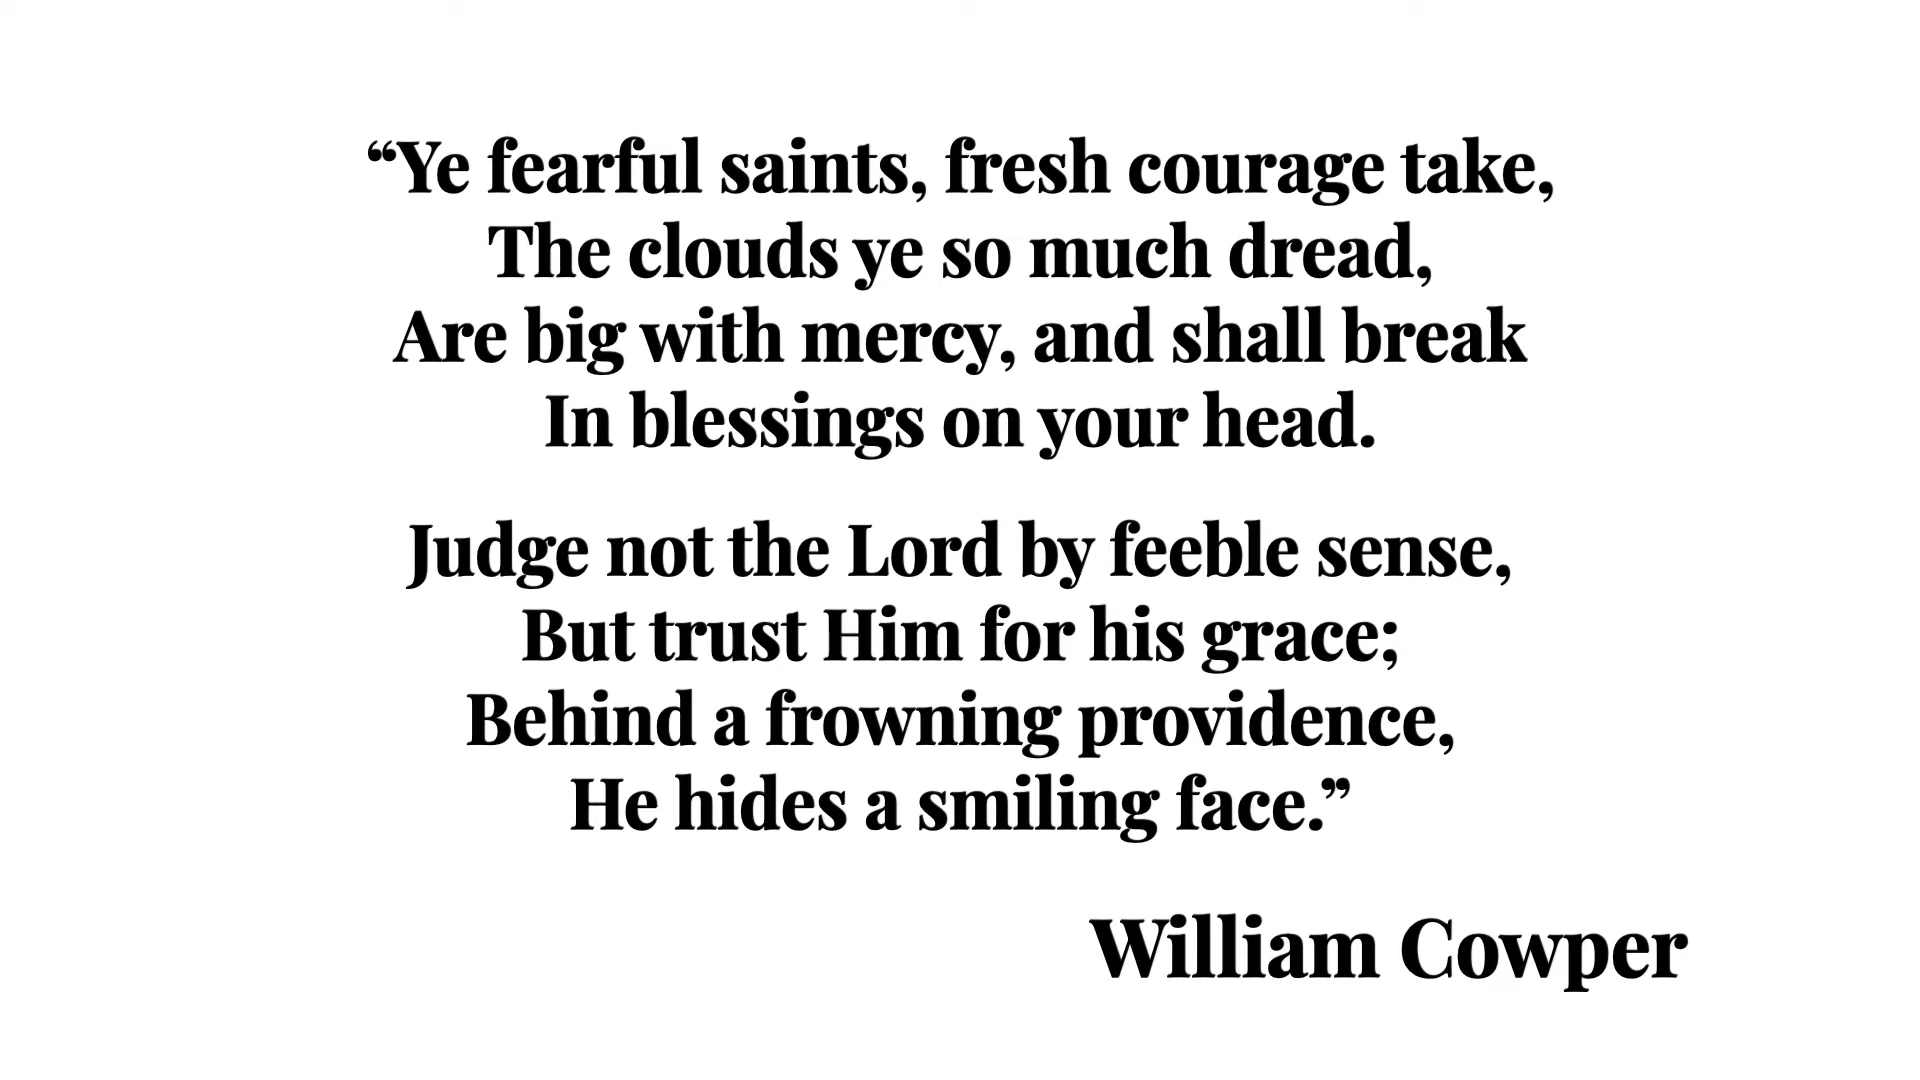 “Ye fearful saints, fresh courage take,
The clouds ye so much dread,
Are big with mercy, and shall break
In blessings on your head.
Judge not the Lord by feeble sense,
But trust Him for his grace;
Behind a frowning providence,
He hides a smiling face.”
William Cowper